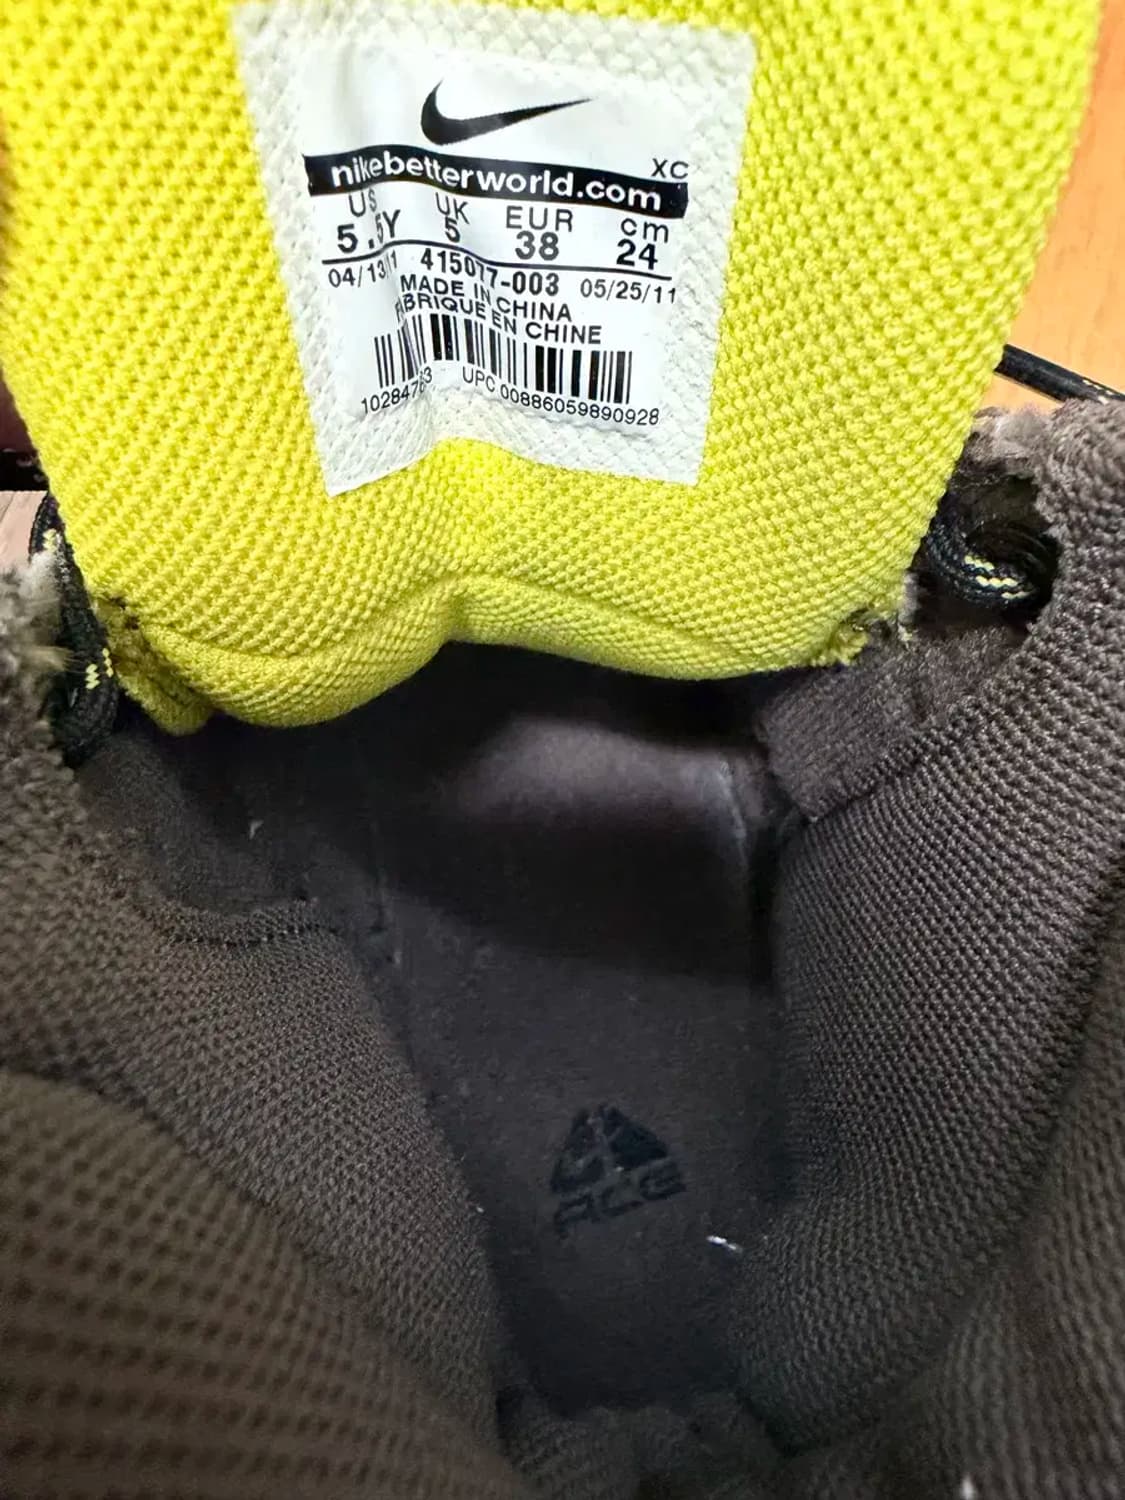 XC
nikebetterworld.com
US UK EUR cm
5.5Y 5 38 24
04/13/11 415077-003 05/25/11
MADE IN CHINA
FABRIQUE EN CHINE
UPC 00886059890928
ACG